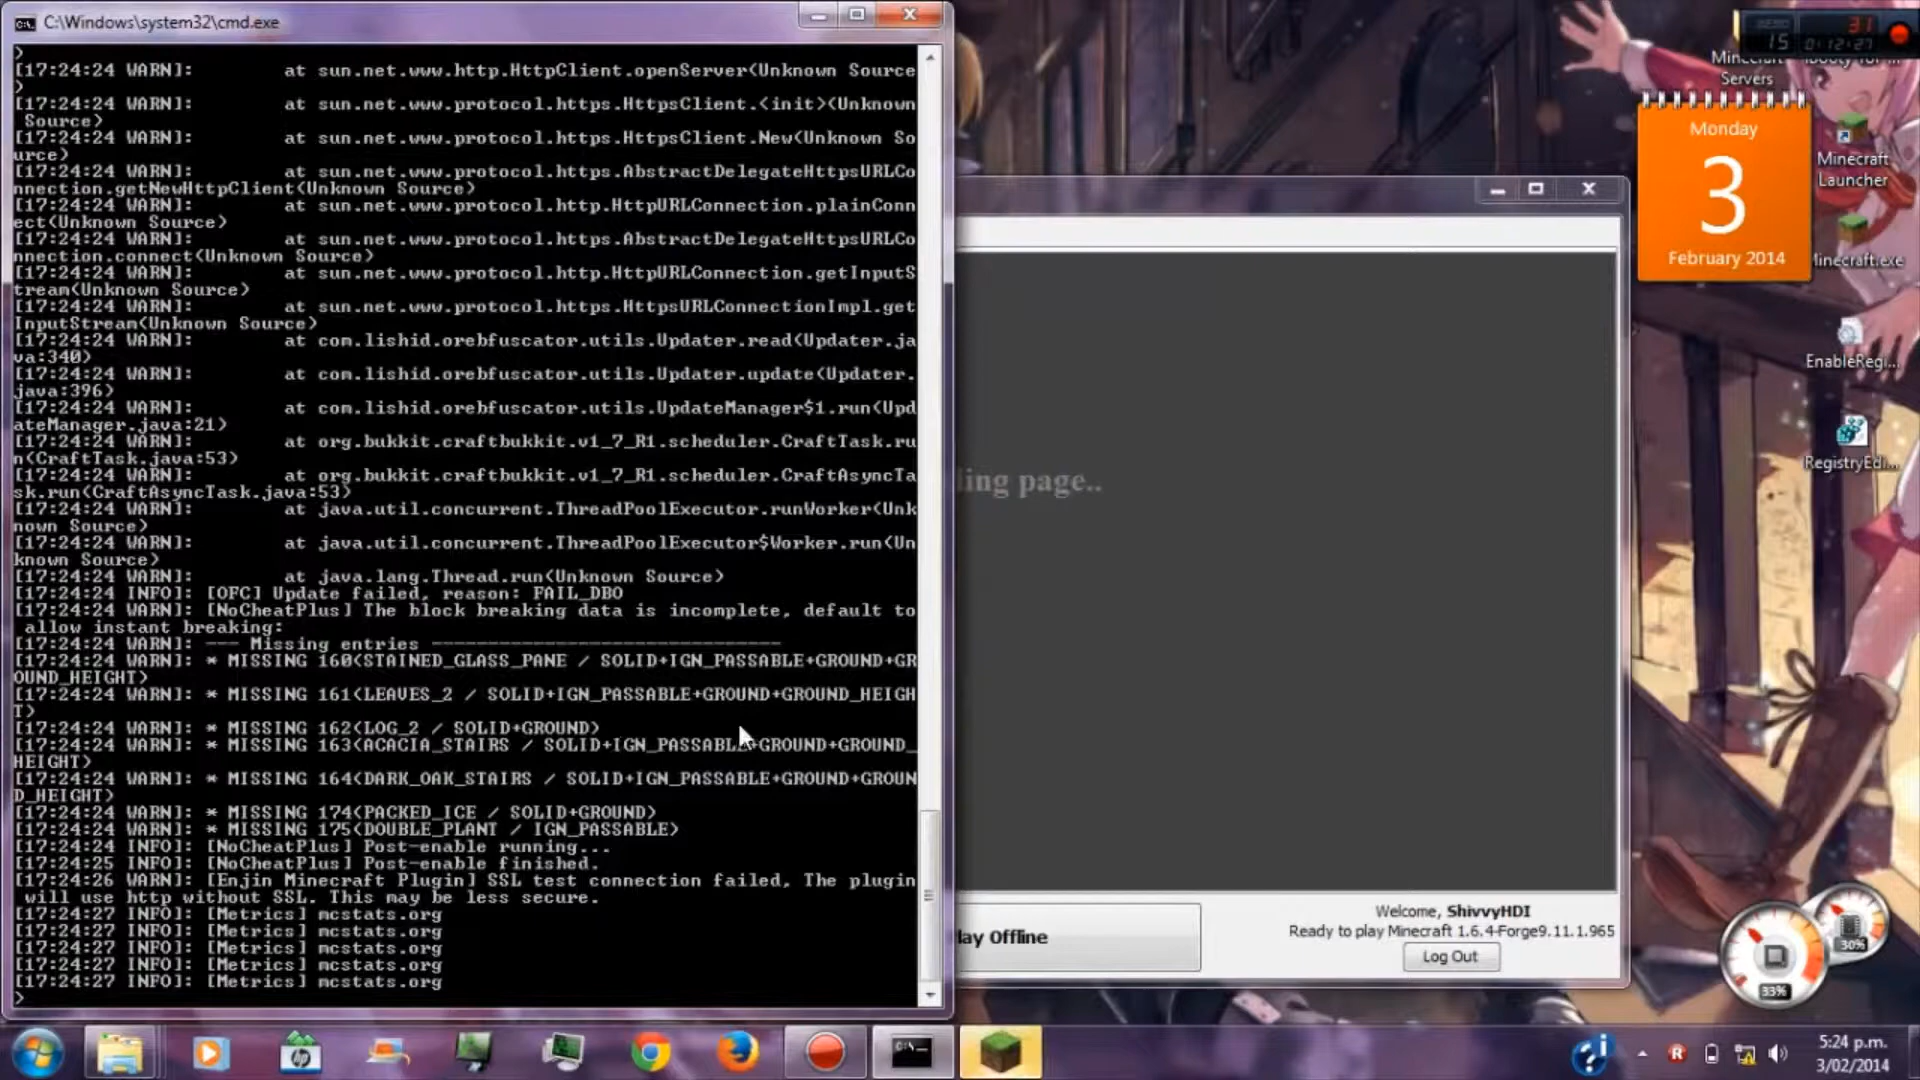 C:\Windows\system32\cmd.exe
)
[17:24:24 WARN]: at sun.net.www.http.HttpClient.openServer(Unknown Source
)
[17:24:24 WARN]: at sun.net.www.protocol.https.HttpsClient.<init>(Unknown
Source)
[17:24:24 WARN]: at sun.net.www.protocol.https.HttpsClient.New(Unknown So
urce)
[17:24:24 WARN]: at sun.net.www.protocol.https.AbstractDelegateHttpsURLCo
nnection.getNewHttpClient(Unknown Source)
[17:24:24 WARN]: at sun.net.www.protocol.http.HttpURLConnection.plainConn
ect(Unknown Source)
[17:24:24 WARN]: at sun.net.www.protocol.https.AbstractDelegateHttpsURLCo
nnection.connect(Unknown Source)
[17:24:24 WARN]: at sun.net.www.protocol.http.HttpURLConnection.getInputS
tream(Unknown Source)
[17:24:24 WARN]: at sun.net.www.protocol.https.HttpsURLConnectionImpl.get
InputStream(Unknown Source)
[17:24:24 WARN]: at com.lishid.orebfuscator.utils.Updater.read(Updater.ja
va:340)
[17:24:24 WARN]: at com.lishid.orebfuscator.utils.Updater.update(Updater.
java:396)
[17:24:24 WARN]: at com.lishid.orebfuscator.utils.UpdateManager$1.run(Upd
ateManager.java:21)
[17:24:24 WARN]: at org.bukkit.craftbukkit.v1_7_R1.scheduler.CraftTask.ru
n(CraftTask.java:53)
[17:24:24 WARN]: at org.bukkit.craftbukkit.v1_7_R1.scheduler.CraftAsyncTa
sk.run(CraftAsyncTask.java:53)
[17:24:24 WARN]: at java.util.concurrent.ThreadPoolExecutor.runWorker(Unk
nown Source)
[17:24:24 WARN]: at java.util.concurrent.ThreadPoolExecutor$Worker.run(Un
known Source)
[17:24:24 WARN]: at java.lang.Thread.run(Unknown Source)
[17:24:24 INFO]: [OFC] Update failed, reason: FAIL_DBO
[17:24:24 WARN]: [NoCheatPlus] The block breaking data is incomplete, default to
allow instant breaking:
[17:24:24 WARN]: --- Missing entries -------------------------------
[17:24:24 WARN]: * MISSING 160(STAINED_GLASS_PANE / SOLID+IGN_PASSABLE+GROUND+GR
OUND_HEIGHT)
[17:24:24 WARN]: * MISSING 161(LEAVES_2 / SOLID+IGN_PASSABLE+GROUND+GROUND_HEIGH
T)
[17:24:24 WARN]: * MISSING 162(LOG_2 / SOLID+GROUND)
[17:24:24 WARN]: * MISSING 163(ACACIA_STAIRS / SOLID+IGN_PASSABLE+GROUND+GROUND_
HEIGHT)
[17:24:24 WARN]: * MISSING 164(DARK_OAK_STAIRS / SOLID+IGN_PASSABLE+GROUND+GROUN
D_HEIGHT)
[17:24:24 WARN]: * MISSING 174(PACKED_ICE / SOLID+GROUND)
[17:24:24 WARN]: * MISSING 175(DOUBLE_PLANT / IGN_PASSABLE)
[17:24:24 INFO]: [NoCheatPlus] Post-enable running...
[17:24:25 INFO]: [NoCheatPlus] Post-enable finished.
[17:24:26 WARN]: [Enjin Minecraft Plugin] SSL test connection failed, The plugin
will use http without SSL. This may be less secure.
[17:24:27 INFO]: [Metrics] mcstats.org
[17:24:27 INFO]: [Metrics] mcstats.org
[17:24:27 INFO]: [Metrics] mcstats.org
[17:24:27 INFO]: [Metrics] mcstats.org
[17:24:27 INFO]: [Metrics] mcstats.org
>
ling page..
lay Offline
Welcome, ShivvyHDI
Ready to play Minecraft 1.6.4-Forge9.11.1.965
Log Out
31
15 0:12:27
Minecraft
Servers
Monday
3
February 2014
Minecraft
Launcher
Minecraft.exe
EnableRegi...
RegistryEdi...
30%
33%
hp
C:\
R
5:24 p.m.
3/02/2014